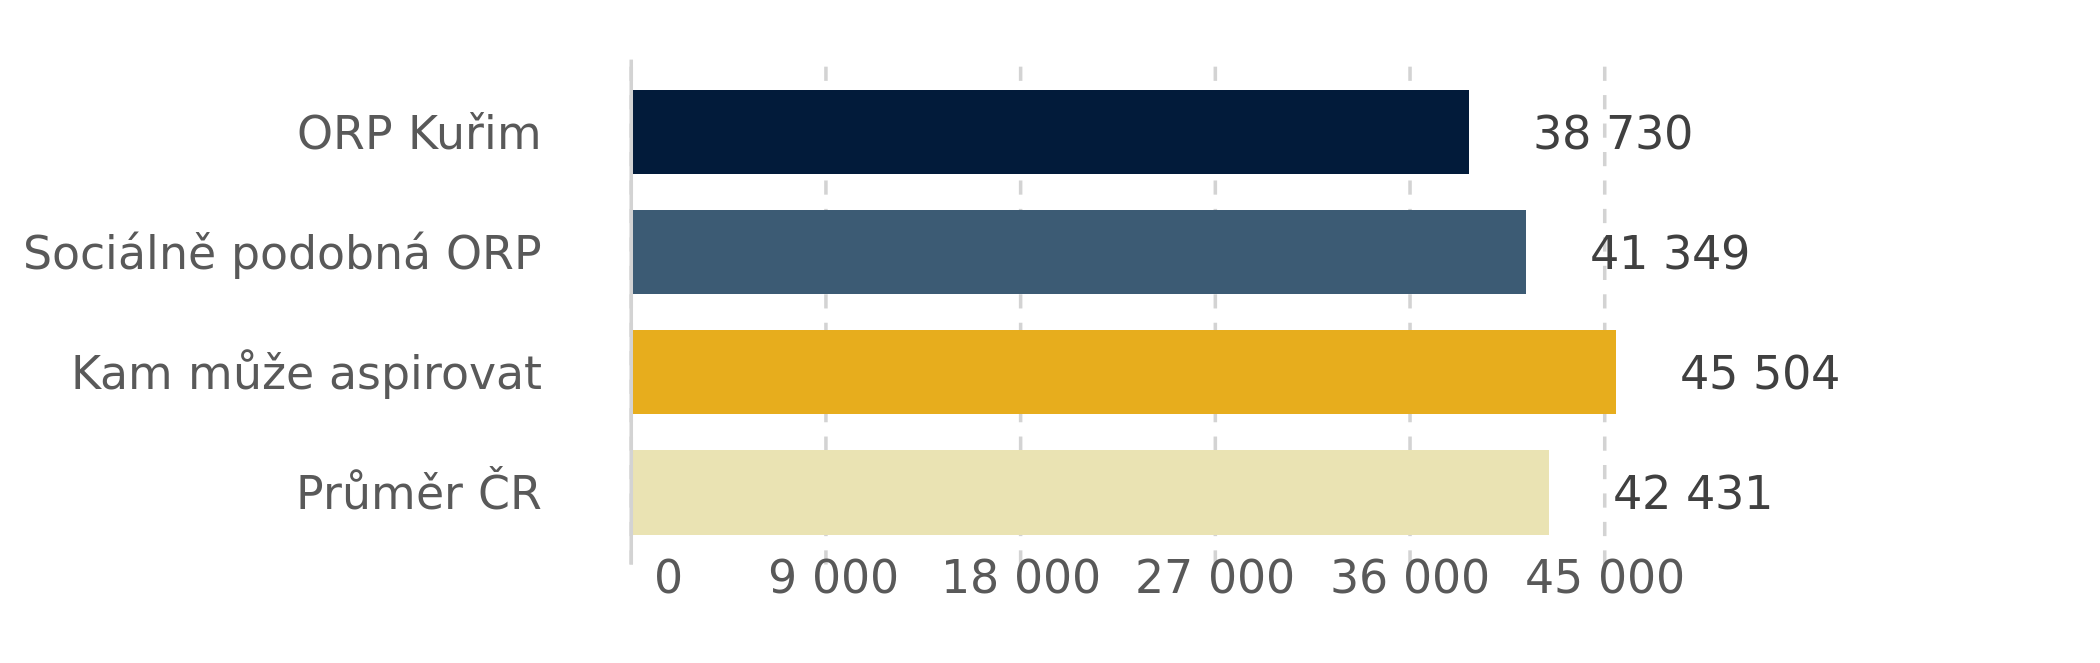 ORP Kuřim 38 730
Sociálně podobná ORP 41 349
Kam může aspirovat 45 504
Průměr ČR 42 431
0 9 000 18 000 27 000 36 000 45 000